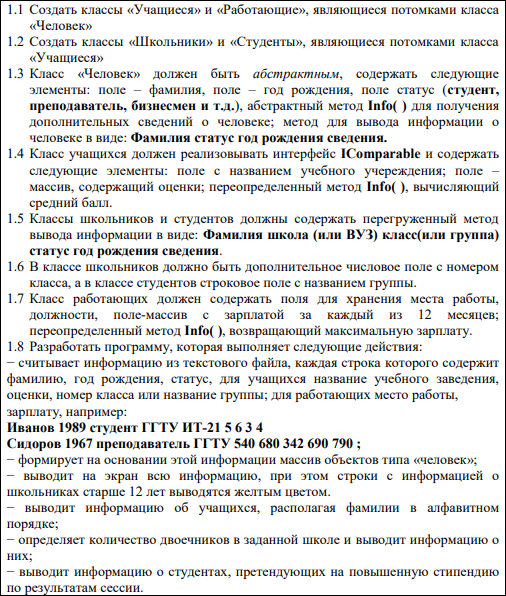 1.1 Создать классы «Учащиеся» и «Работающие», являющиеся потомками класса
«Человек»
1.2 Создать классы «Школьники» и «Студенты», являющиеся потомками класса
«Учащиеся»
1.3 Класс «Человек» должен быть абстрактным, содержать следующие
элементы: поле – фамилия, поле – год рождения, поле статус (студент,
преподаватель, бизнесмен и т.д.), абстрактный метод Info( ) для получения
дополнительных сведений о человеке; метод для вывода информации о
человеке в виде: Фамилия статус год рождения сведения.
1.4 Класс учащихся должен реализовывать интерфейс IComparable и содержать
следующие элементы: поле с названием учебного учереждения; поле –
массив, содержащий оценки; переопределенный метод Info( ), вычисляющий
средний балл.
1.5 Классы школьников и студентов должны содержать перегруженный метод
вывода информации в виде: Фамилия школа (или ВУЗ) класс(или группа)
статус год рождения сведения.
1.6 В классе школьников должно быть дополнительное числовое поле с номером
класса, а в классе студентов строковое поле с названием группы.
1.7 Класс работающих должен содержать поля для хранения места работы,
должности, поле-массив с зарплатой за каждый из 12 месяцев;
переопределенный метод Info( ), возвращающий максимальную зарплату.
1.8 Разработать программу, которая выполняет следующие действия:
− считывает информацию из текстового файла, каждая строка которого содержит
фамилию, год рождения, статус, для учащихся название учебного заведения,
оценки, номер класса или название группы; для работающих место работы,
зарплату, например:
Иванов 1989 студент ГГТУ ИТ-21 5 6 3 4
Сидоров 1967 преподаватель ГГТУ 540 680 342 690 790 ;
− формирует на основании этой информации массив объектов типа «человек»;
− выводит на экран всю информацию, при этом строки с информацией о
школьниках старше 12 лет выводятся желтым цветом.
− выводит информацию об учащихся, располагая фамилии в алфавитном
порядке;
− определяет количество двоечников в заданной школе и выводит информацию о
них;
− выводит информацию о студентах, претендующих на повышенную стипендию
по результатам сессии.